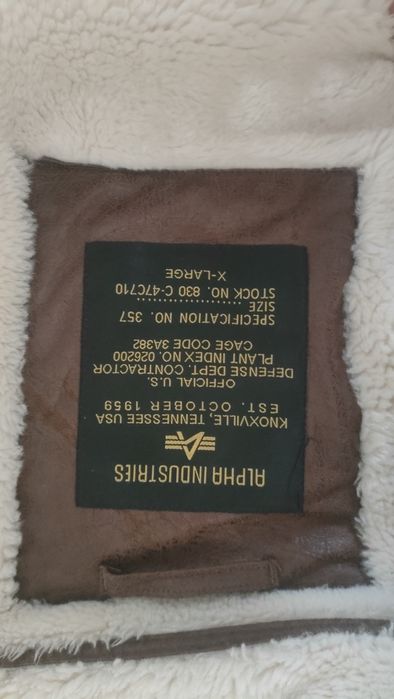 ALPHA INDUSTRIES
KNOXVILLE, TENNESSEE USA
EST. OCTOBER 1959
OFFICIAL U.S.
DEFENSE DEPT. CONTRACTOR
PLANT INDEX NO. 026200
CAGE CODE 3A382
SPECIFICATION NO. 357
SIZE
STOCK NO. 830 C-47C710
X-LARGE